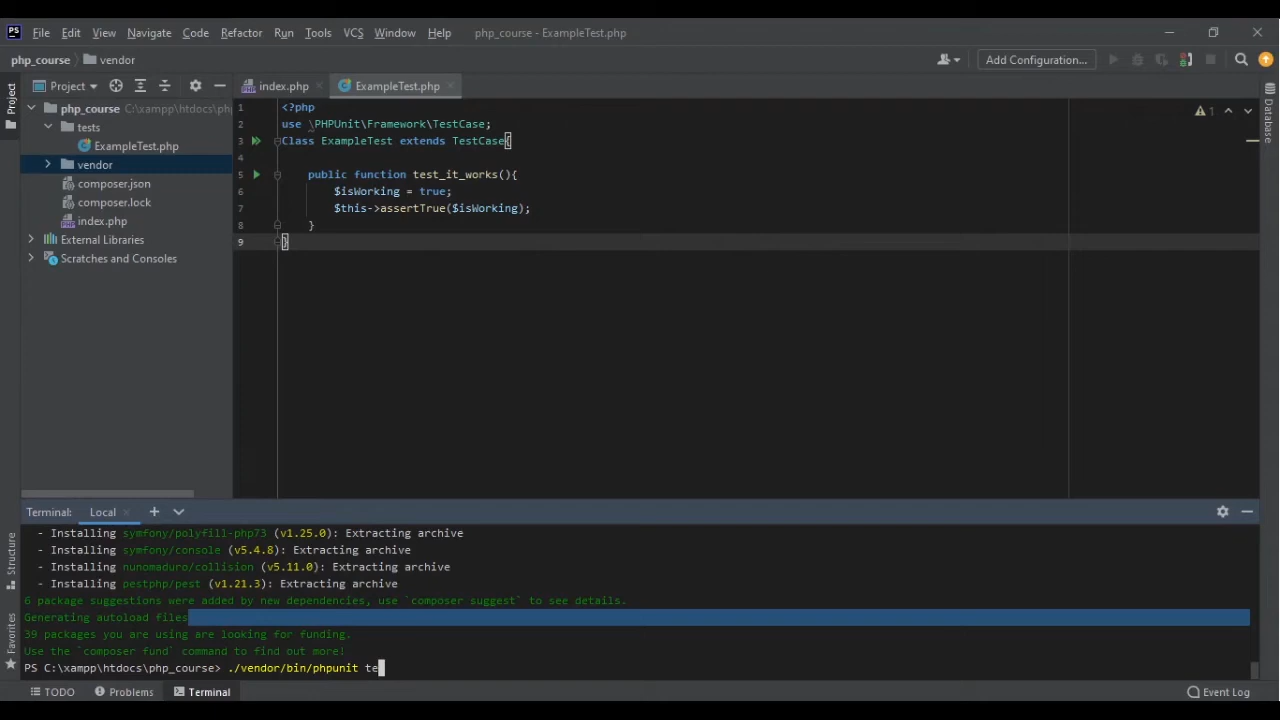 PS File Edit View Navigate Code Refactor Run Tools VCS Window Help php_course - ExampleTest.php
php_course vendor Add Configuration...
Project
Project index.php ExampleTest.php
php_course C:\xampp\htdocs\php
tests
ExampleTest.php
vendor
composer.json
composer.lock
index.php
External Libraries
Scratches and Consoles
1 <?php
2 use \PHPUnit\Framework\TestCase;
3 Class ExampleTest extends TestCase{
4
5 public function test_it_works(){
6 $isWorking = true;
7 $this->assertTrue($isWorking);
8 }
9 }
1
Database
Terminal: Local
- Installing symfony/polyfill-php73 (v1.25.0): Extracting archive
- Installing symfony/console (v5.4.8): Extracting archive
- Installing nunomaduro/collision (v5.11.0): Extracting archive
- Installing pestphp/pest (v1.21.3): Extracting archive
6 package suggestions were added by new dependencies, use `composer suggest` to see details.
Generating autoload files
39 packages you are using are looking for funding.
Use the `composer fund` command to find out more!
PS C:\xampp\htdocs\php_course> ./vendor/bin/phpunit te
Structure
Favorites
TODO Problems Terminal Event Log